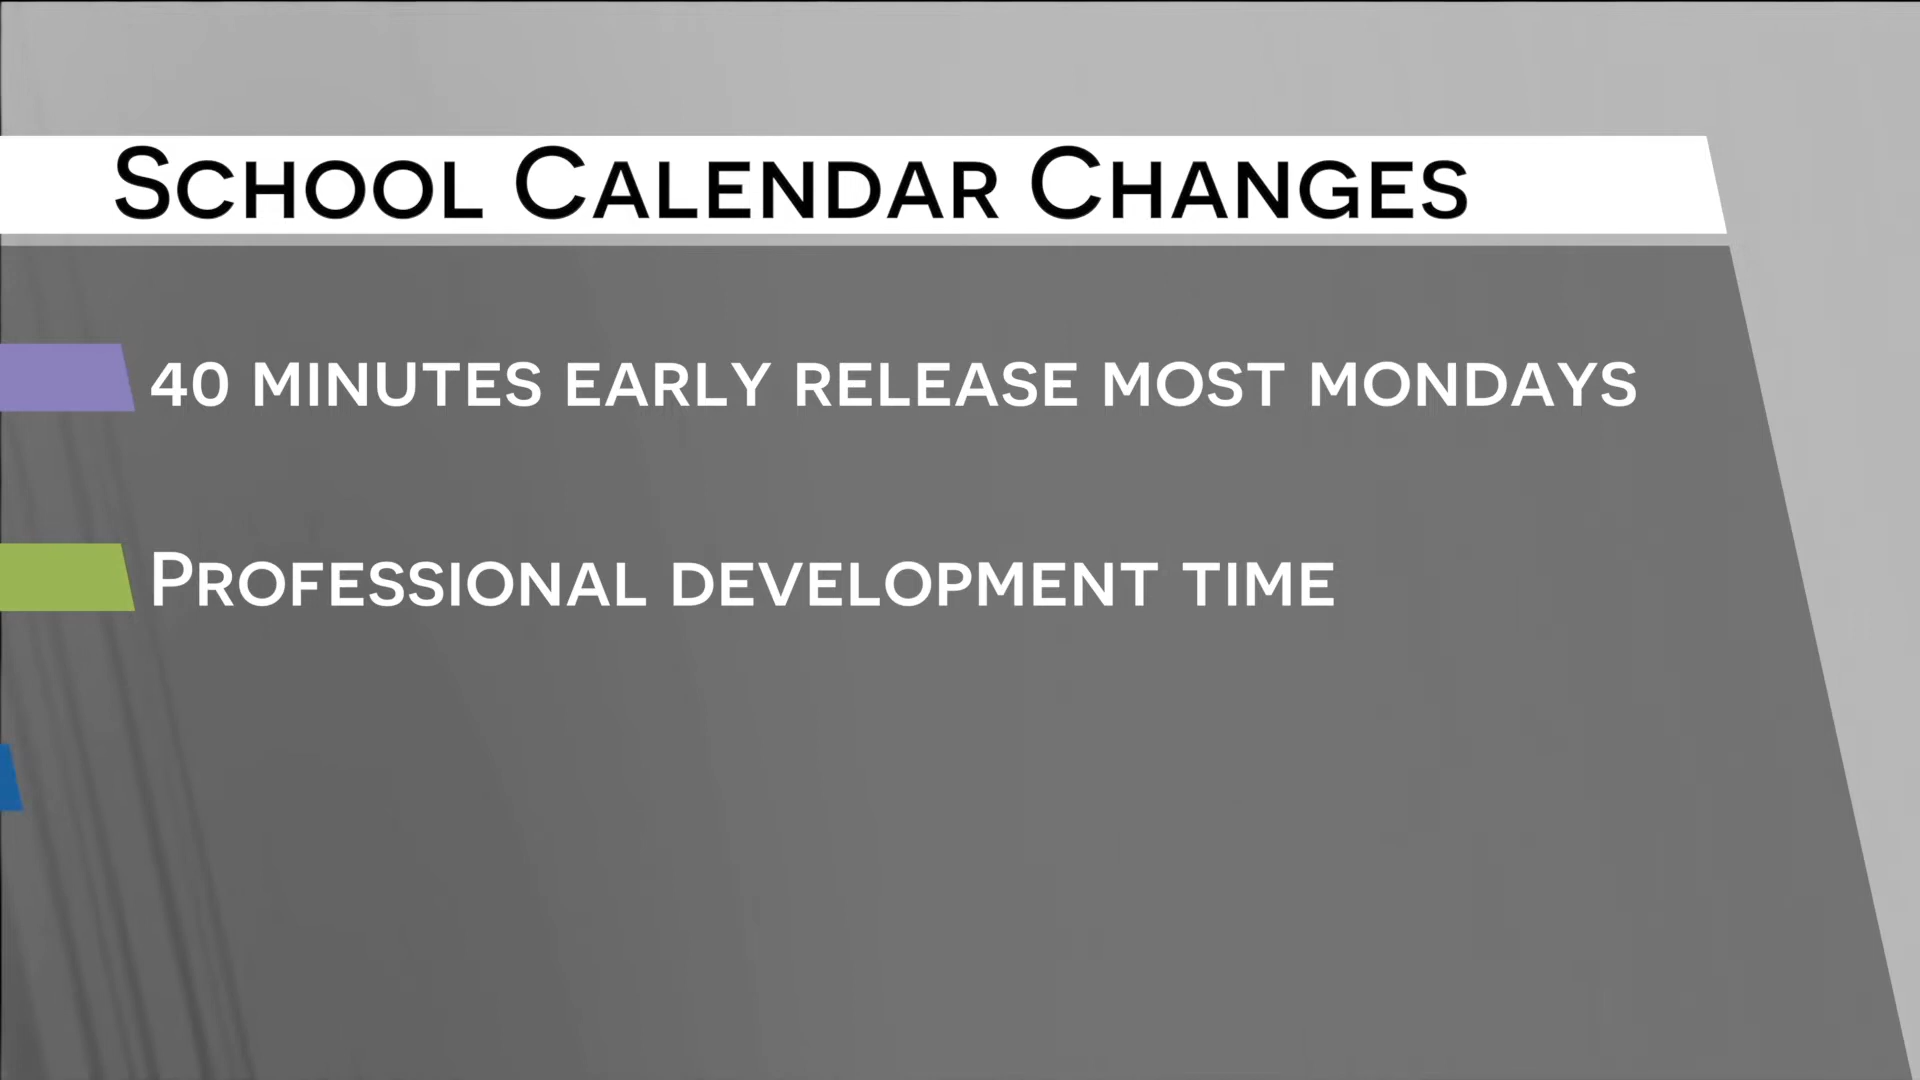 School Calendar Changes
40 minutes early release most Mondays
Professional development time